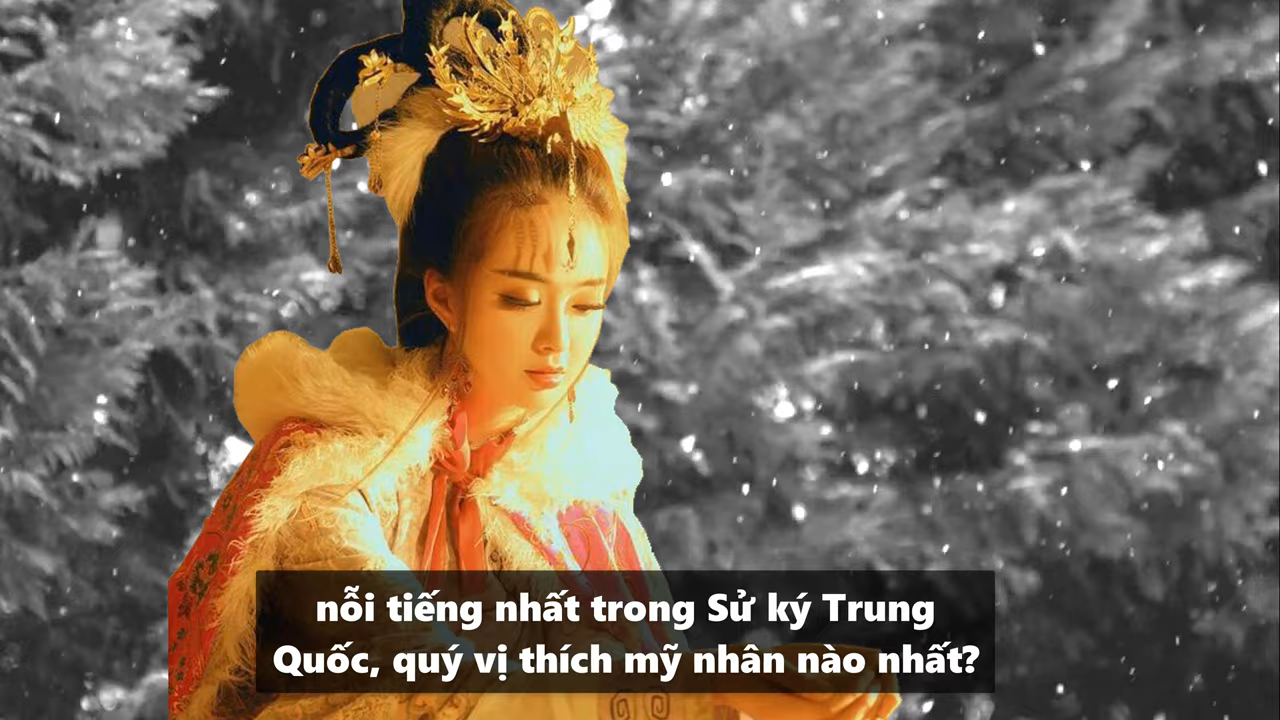 nỗi tiếng nhất trong Sử ký Trung
Quốc, quý vị thích mỹ nhân nào nhất?